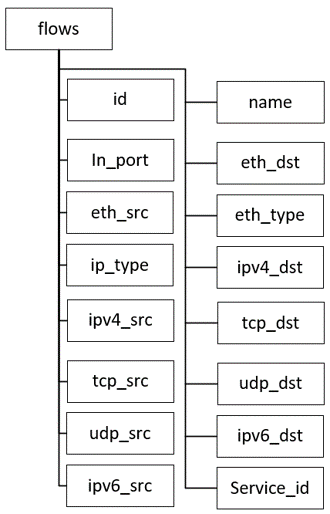 flows
id
name
In_port
eth_dst
eth_src
eth_type
ip_type
ipv4_dst
ipv4_src
tcp_dst
tcp_src
udp_dst
udp_src
ipv6_dst
ipv6_src
Service_id